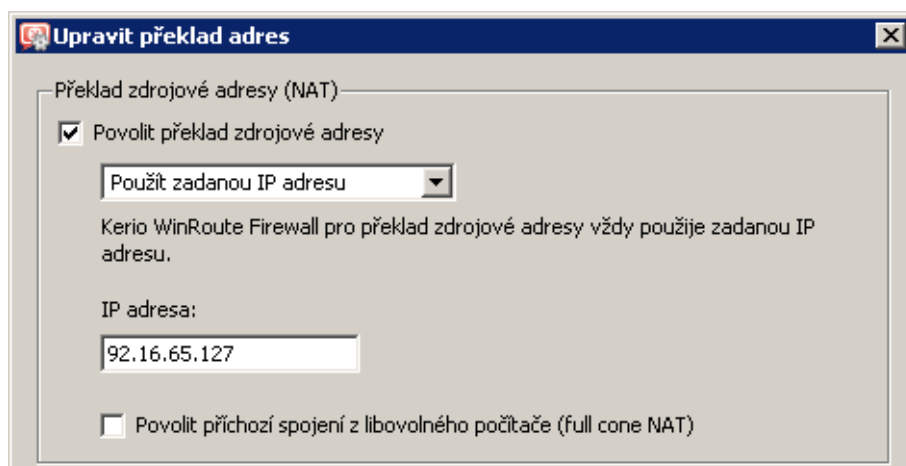 Upravit překlad adres
Překlad zdrojové adresy (NAT)
Povolit překlad zdrojové adresy
Použít zadanou IP adresu
Kerio WinRoute Firewall pro překlad zdrojové adresy vždy použije zadanou IP
adresu.
IP adresa:
92.16.65.127
Povolit příchozí spojení z libovolného počítače (full cone NAT)